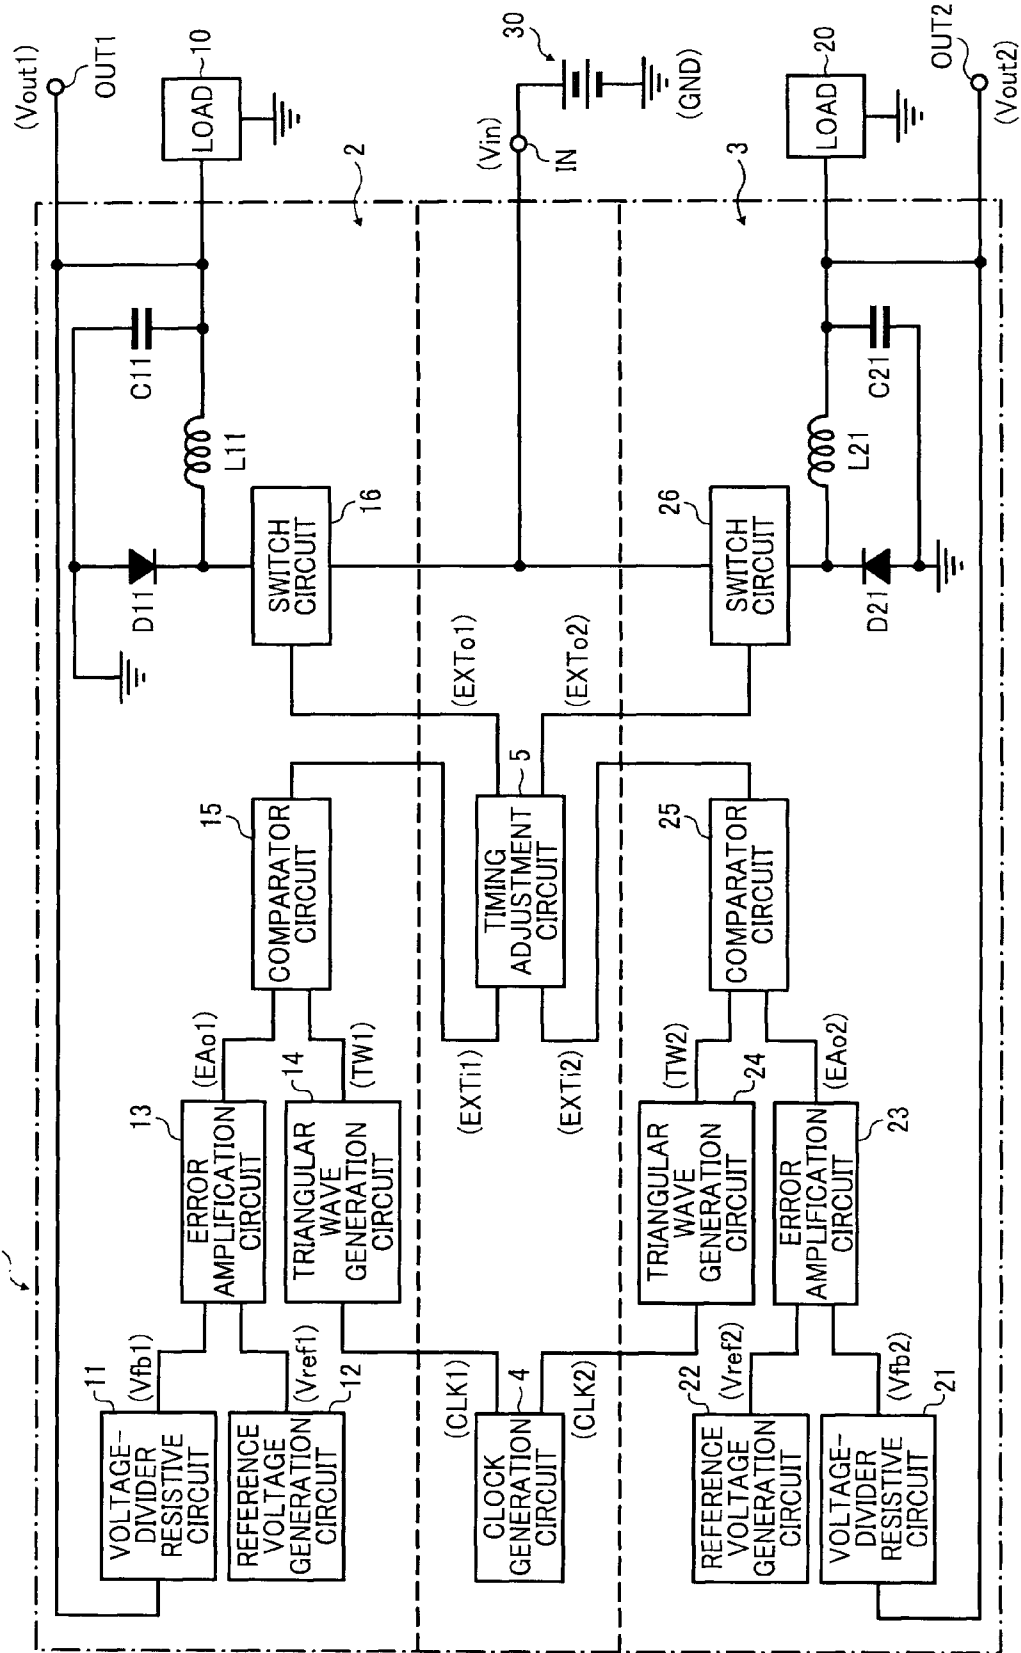 (Vout1)
OUT1
10
LOAD
2
C11
L11
D11
16
SWITCH
CIRCUIT
15
COMPARATOR
CIRCUIT
(EAo1)
(TW1)
13
ERROR
AMPLIFICATION
CIRCUIT
14
TRIANGULAR
WAVE
GENERATION
CIRCUIT
11
(Vfb1)
VOLTAGE-
DIVIDER
RESISTIVE
CIRCUIT
(Vref1)
12
REFERENCE
VOLTAGE
GENERATION
CIRCUIT
30
(GND)
(Vin)
IN
(EXTo1)
(EXTo2)
5
TIMING
ADJUSTMENT
CIRCUIT
(EXTi1)
(EXTi2)
(CLK1)
4
(CLK2)
CLOCK
GENERATION
CIRCUIT
20
LOAD
OUT2
(Vout2)
3
L21
C21
26
SWITCH
CIRCUIT
D21
25
COMPARATOR
CIRCUIT
(TW2)
24
TRIANGULAR
WAVE
GENERATION
CIRCUIT
(EAo2)
23
ERROR
AMPLIFICATION
CIRCUIT
22
(Vref2)
REFERENCE
VOLTAGE
GENERATION
CIRCUIT
(Vfb2)
21
VOLTAGE-
DIVIDER
RESISTIVE
CIRCUIT